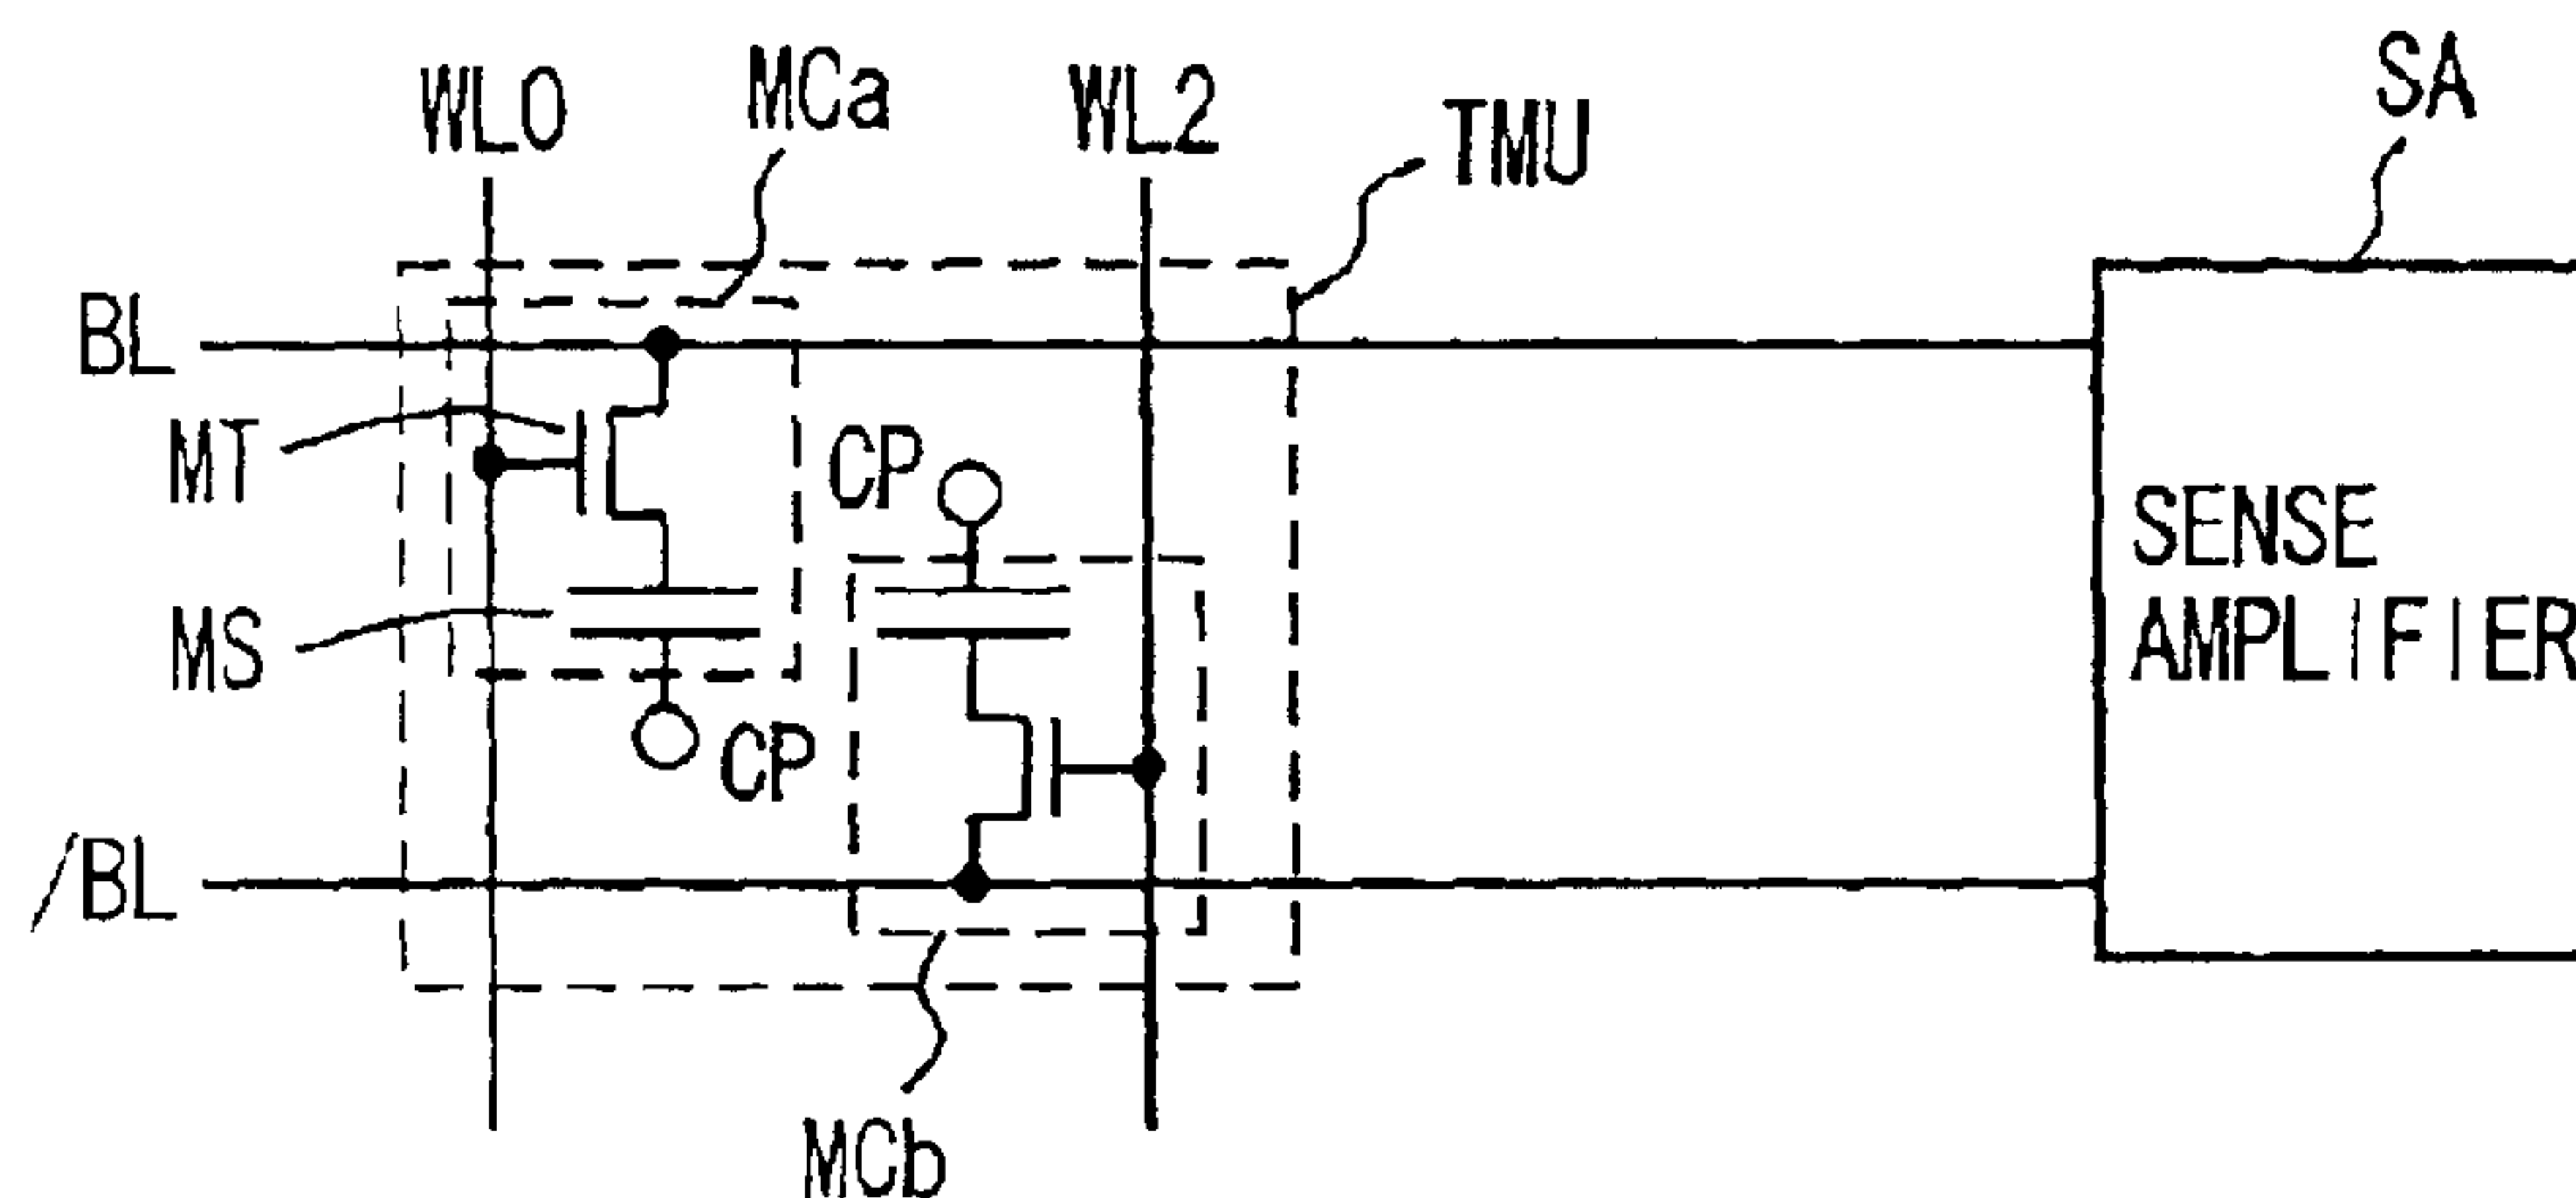 SA
MCa
WL0
WL2
TMU
BL
MT
CP
SENSE
AMPLIFIER
MS
CP
/BL
MCb